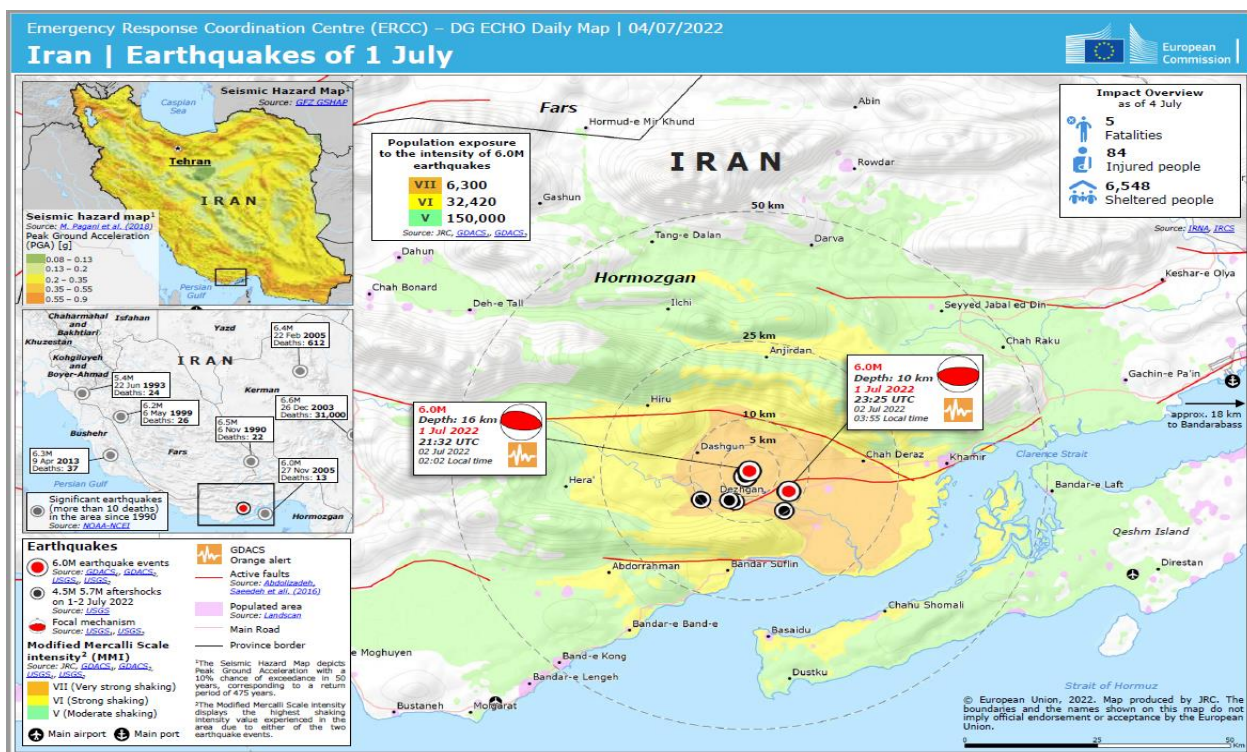 Emergency Response Coordination Centre (ERCC) – DG ECHO Daily Map | 04/07/2022
Iran | Earthquakes of 1 July
European
Commission
Seismic Hazard Map¹
Source: GFZ GSHAP
Caspian
Sea
Tehran
IRAN
Persian
Gulf
Seismic hazard map¹
Source: M. Pagani et al. (2018)
Peak Ground Acceleration
(PGA) [g]
0.08 – 0.13
0.13 – 0.2
0.2 – 0.35
0.35 – 0.55
0.55 – 0.9
Chaharmahal
and
Bakhtiari
Isfahan
Yazd
Khuzestan
Kohgiluyeh
and
Boyer-Ahmad
IRAN
Kerman
Bushehr
Fars
Persian Gulf
Hormozgan
6.4M
22 Feb 2005
Deaths: 612
5.4M
22 Jun 1993
Deaths: 24
6.2M
6 May 1999
Deaths: 26
6.6M
26 Dec 2003
Deaths: 31,000
6.5M
6 Nov 1990
Deaths: 22
6.3M
9 Apr 2013
Deaths: 37
6.0M
27 Nov 2005
Deaths: 13
Significant earthquakes
(more than 10 deaths)
in the area since 1990
Source: NOAA-NCEI
Earthquakes
6.0M earthquake events
Source: GDACS, GDACS,
USGS, USGS
4.5M 5.7M aftershocks
on 1-2 July 2022
Source: USGS
Focal mechanism
Source: USGS, USGS
Modified Mercalli Scale
intensity² (MMI)
Source: JRC, GDACS, GDACS,
USGS, USGS
VII (Very strong shaking)
VI (Strong shaking)
V (Moderate shaking)
Main airport
Main port
GDACS
Orange alert
Active faults
Source: Abdolizadeh,
Saeedeh et ali. (2016)
Populated area
Source: Landscan
Main Road
Province border
¹The Seismic Hazard Map depicts
Peak Ground Acceleration with a
10% chance of exceedance in 50
years, corresponding to a return
period of 475 years.
²The Modified Mercalli Scale intensity
displays the highest shaking
intensity value experienced in the
area due to either of the two
earthquake events.
Population exposure
to the intensity of 6.0M
earthquakes
VII 6,300
VI 32,420
V 150,000
Source: JRC, GDACS, GDACS
Impact Overview
as of 4 July
5
Fatalities
84
Injured people
6,548
Sheltered people
Source: IRNA, IRCS
Fars
Abin
Hormud-e Mir Khund
IRAN
Rowdar
Gashun
50 km
Tang-e Dalan
Darva
Dahun
Hormozgan
Keshar-e Olya
Chah Bonard
Deh-e Tall
Ilchi
Seyyed Jabal ed Din
25 km
Anjirdan
Chah Raku
Gachin-e Pa'in
Hiru
10 km
approx. 18 km
to Bandarabass
6.0M
Depth: 16 km
1 Jul 2022
21:32 UTC
02 Jul 2022
02:02 Local time
6.0M
Depth: 10 km
1 Jul 2022
23:25 UTC
02 Jul 2022
03:55 Local time
5 km
Dashgun
Chah Deraz
Khamir
Clarence Strait
Hera'
Dezhgan
Bandar-e Laft
Qeshm Island
Direstan
Abdorrahman
Bandar Suflin
Chahu Shomali
Bandar-e Band-e
Basaidu
e Moghuyen
Band-e Kong
Dustku
Bandar-e Lengeh
Bustaneh
Molgarat
Strait of Hormuz
© European Union, 2022. Map produced by JRC. The
boundaries and the names shown on this map do not
imply official endorsement or acceptance by the European
Union.
0 25 50
Km